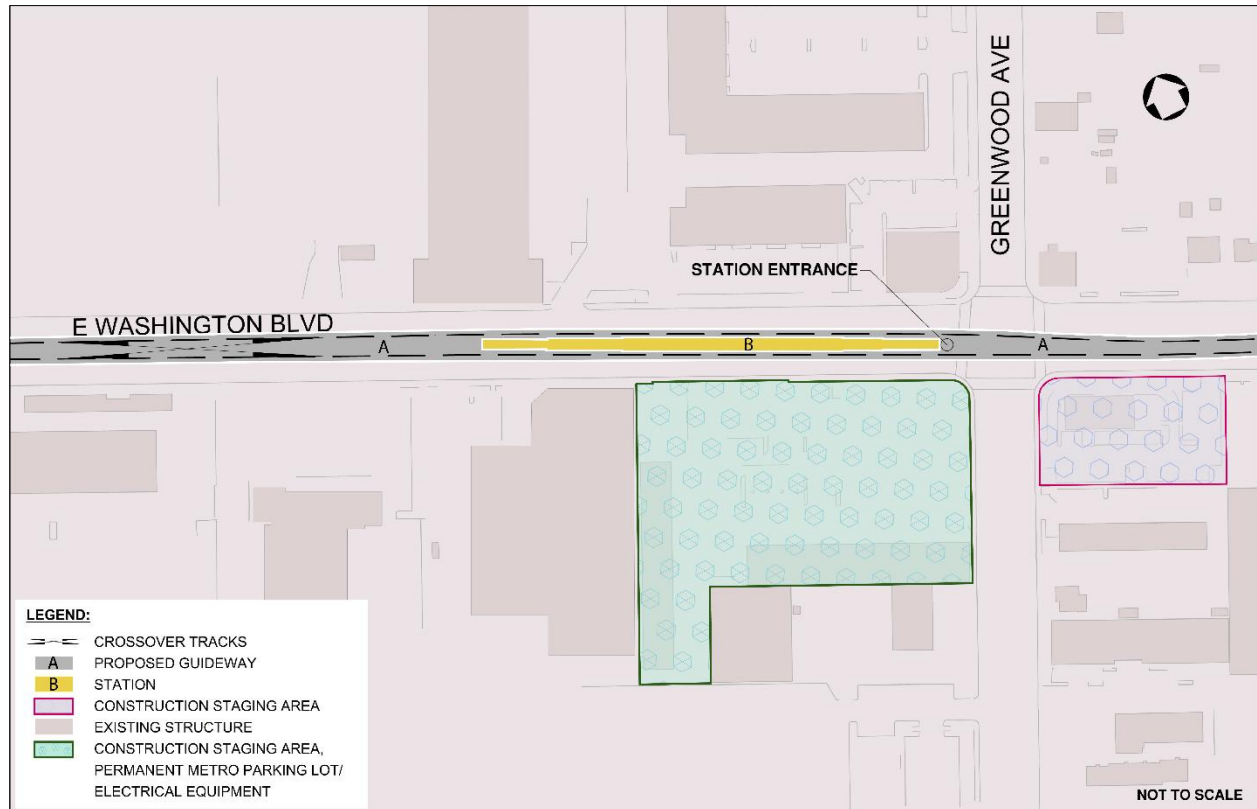 GREENWOOD AVE
STATION ENTRANCE
E WASHINGTON BLVD
A
B
A
LEGEND:
CROSSOVER TRACKS
A PROPOSED GUIDEWAY
B STATION
CONSTRUCTION STAGING AREA
EXISTING STRUCTURE
CONSTRUCTION STAGING AREA,
PERMANENT METRO PARKING LOT/
ELECTRICAL EQUIPMENT
NOT TO SCALE